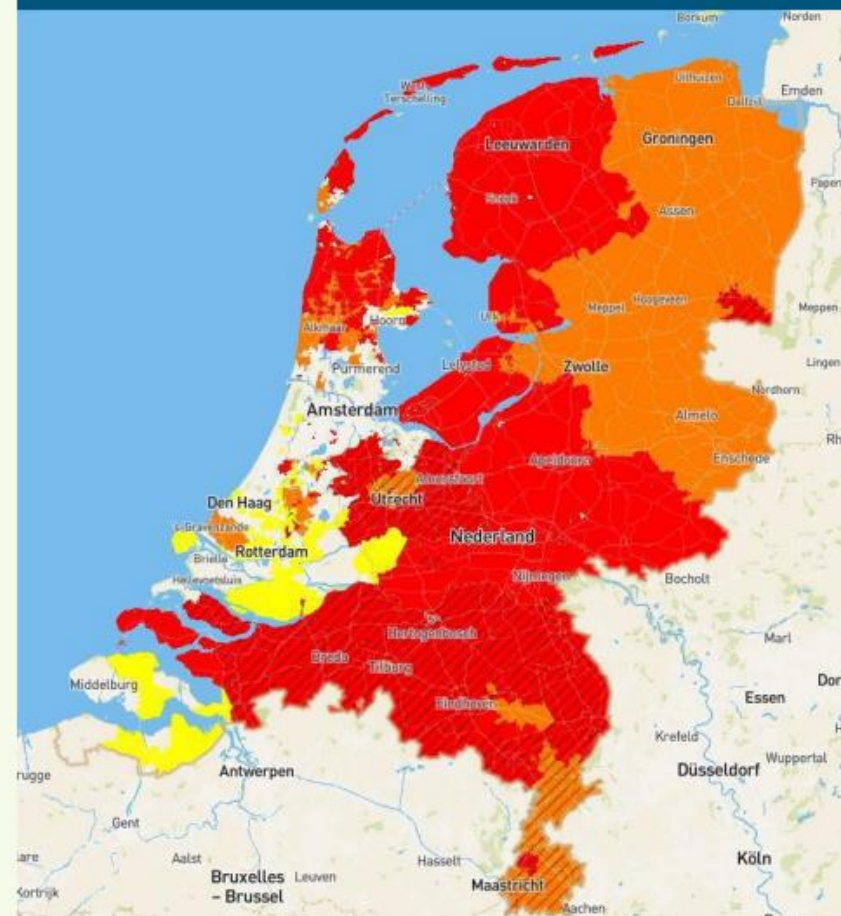 Borkum
Norden
Uithuizen
Emden
Delfzijl
West-
Terschelling
Leeuwarden
Groningen
Sneek
Assen
Meppel
Hoogeveen
Meppen
Alkmaar
Hoorn
Lingen
Purmerend
Lelystad
Zwolle
Nordhorn
Amsterdam
Almelo
Enschede
Apeldoorn
Amersfoort
Den Haag
Utrecht
's-Gravenzande
Nederland
Rotterdam
Brielle
Hellevoetsluis
Nijmegen
Bocholt
's-
Hertogenbosch
Marl
Breda
Tilburg
Middelburg
Essen
Eindhoven
Krefeld
Wuppertal
Antwerpen
Düsseldorf
Gent
Aalst
Hasselt
Köln
Bruxelles
Leuven
– Brussel
Kortrijk
Maastricht
Aachen